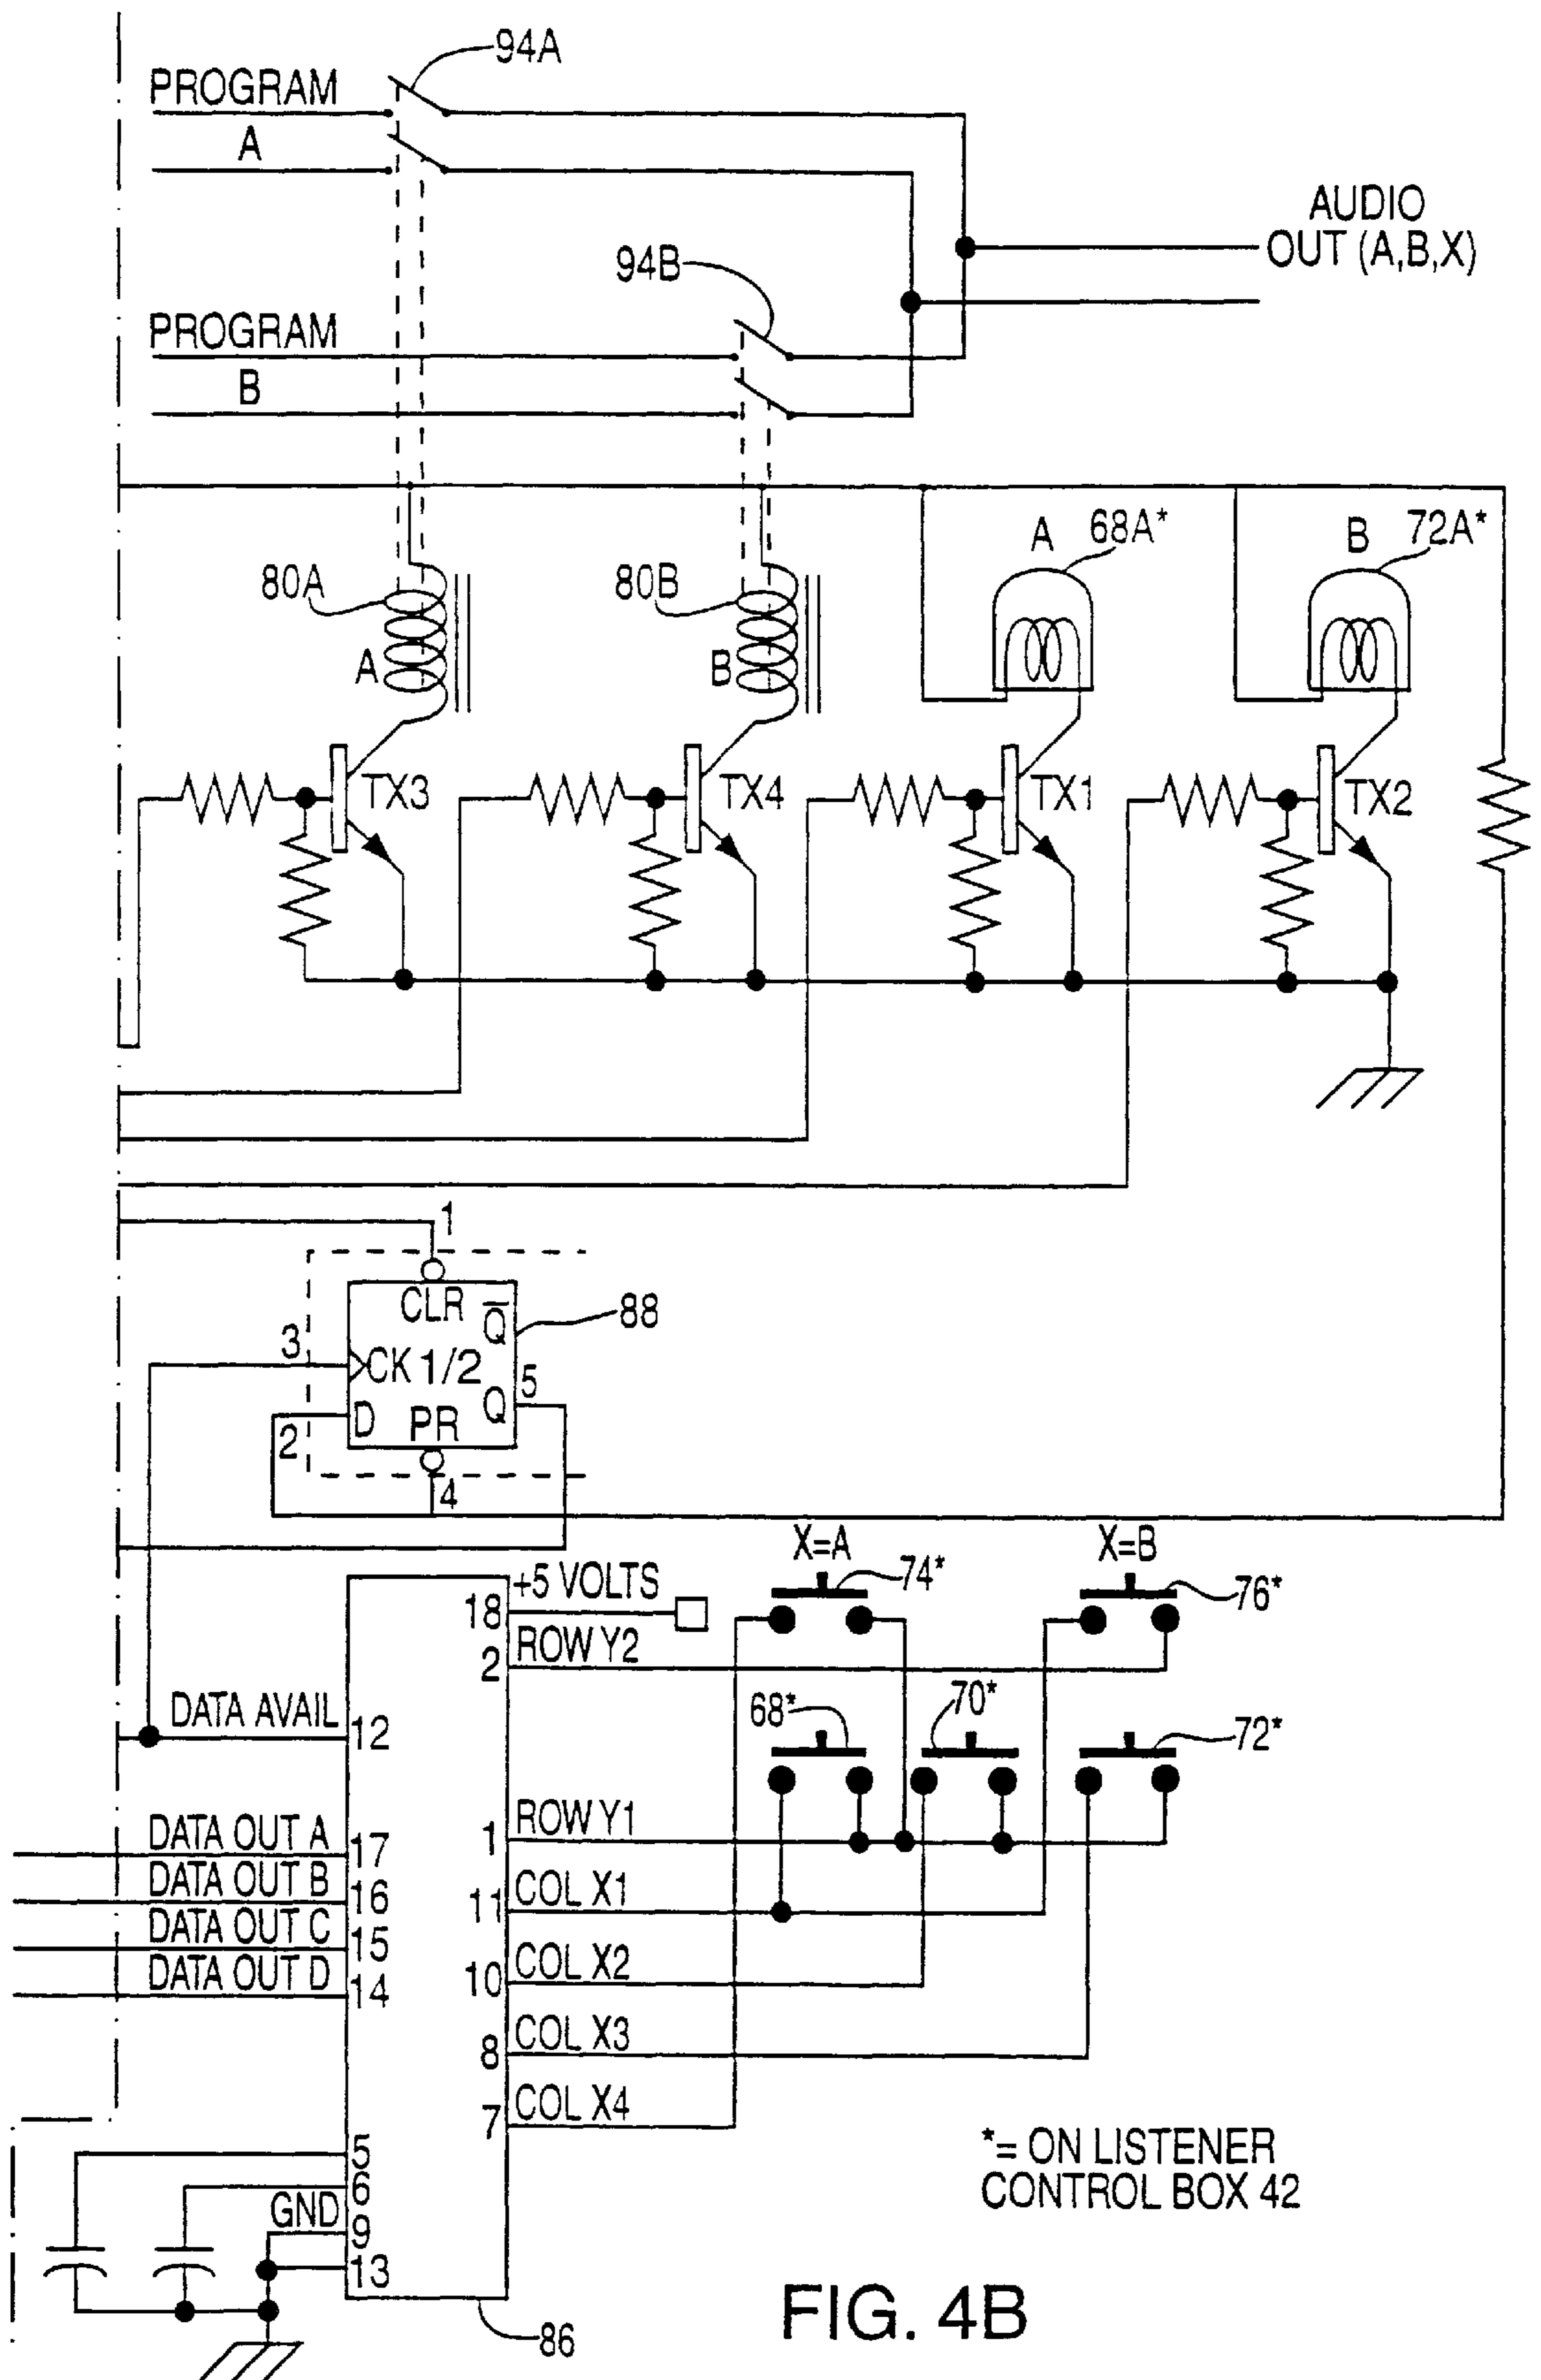 94A
PROGRAM
A
AUDIO
OUT (A,B,X)
94B
PROGRAM
B
80A
A
80B
B
A 68A*
B 72A*
TX3
TX4
TX1
TX2
1
CLR Q̅
88
3
CK 1/2
5
D
Q
2
PR
4
X=A
X=B
+5 VOLTS
74*
76*
18
ROW Y2
2
68*
70*
72*
DATA AVAIL
12
ROW Y1
1
DATA OUT A
17
DATA OUT B
16
COL X1
11
DATA OUT C
15
COL X2
10
DATA OUT D
14
COL X3
8
COL X4
7
*= ON LISTENER
CONTROL BOX 42
5
6
GND
9
13
86
FIG. 4B